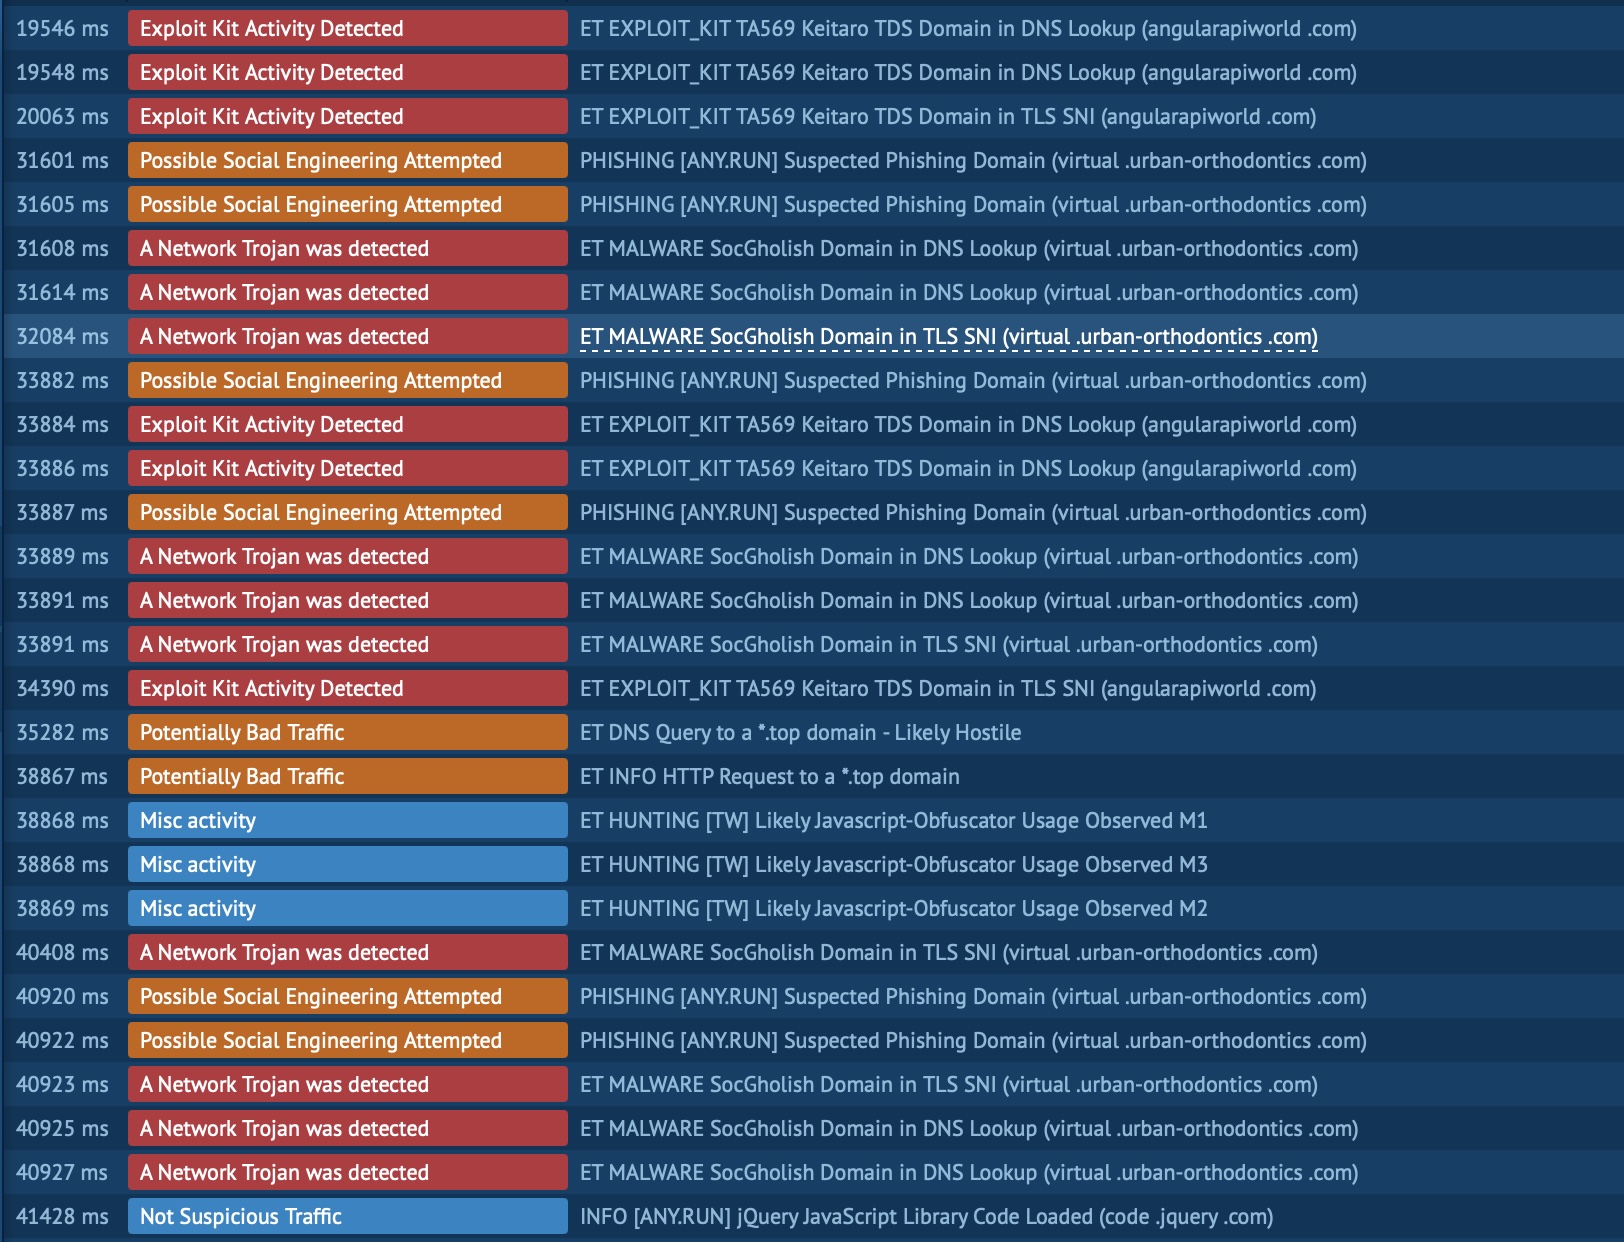 19546 ms Exploit Kit Activity Detected ET EXPLOIT_KIT TA569 Keitaro TDS Domain in DNS Lookup (angularapiworld .com)
19548 ms Exploit Kit Activity Detected ET EXPLOIT_KIT TA569 Keitaro TDS Domain in DNS Lookup (angularapiworld .com)
20063 ms Exploit Kit Activity Detected ET EXPLOIT_KIT TA569 Keitaro TDS Domain in TLS SNI (angularapiworld .com)
31601 ms Possible Social Engineering Attempted PHISHING [ANY.RUN] Suspected Phishing Domain (virtual .urban-orthodontics .com)
31605 ms Possible Social Engineering Attempted PHISHING [ANY.RUN] Suspected Phishing Domain (virtual .urban-orthodontics .com)
31608 ms A Network Trojan was detected ET MALWARE SocGholish Domain in DNS Lookup (virtual .urban-orthodontics .com)
31614 ms A Network Trojan was detected ET MALWARE SocGholish Domain in DNS Lookup (virtual .urban-orthodontics .com)
32084 ms A Network Trojan was detected ET MALWARE SocGholish Domain in TLS SNI (virtual .urban-orthodontics .com)
33882 ms Possible Social Engineering Attempted PHISHING [ANY.RUN] Suspected Phishing Domain (virtual .urban-orthodontics .com)
33884 ms Exploit Kit Activity Detected ET EXPLOIT_KIT TA569 Keitaro TDS Domain in DNS Lookup (angularapiworld .com)
33886 ms Exploit Kit Activity Detected ET EXPLOIT_KIT TA569 Keitaro TDS Domain in DNS Lookup (angularapiworld .com)
33887 ms Possible Social Engineering Attempted PHISHING [ANY.RUN] Suspected Phishing Domain (virtual .urban-orthodontics .com)
33889 ms A Network Trojan was detected ET MALWARE SocGholish Domain in DNS Lookup (virtual .urban-orthodontics .com)
33891 ms A Network Trojan was detected ET MALWARE SocGholish Domain in DNS Lookup (virtual .urban-orthodontics .com)
33891 ms A Network Trojan was detected ET MALWARE SocGholish Domain in TLS SNI (virtual .urban-orthodontics .com)
34390 ms Exploit Kit Activity Detected ET EXPLOIT_KIT TA569 Keitaro TDS Domain in TLS SNI (angularapiworld .com)
35282 ms Potentially Bad Traffic ET DNS Query to a *.top domain - Likely Hostile
38867 ms Potentially Bad Traffic ET INFO HTTP Request to a *.top domain
38868 ms Misc activity ET HUNTING [TW] Likely Javascript-Obfuscator Usage Observed M1
38868 ms Misc activity ET HUNTING [TW] Likely Javascript-Obfuscator Usage Observed M3
38869 ms Misc activity ET HUNTING [TW] Likely Javascript-Obfuscator Usage Observed M2
40408 ms A Network Trojan was detected ET MALWARE SocGholish Domain in TLS SNI (virtual .urban-orthodontics .com)
40920 ms Possible Social Engineering Attempted PHISHING [ANY.RUN] Suspected Phishing Domain (virtual .urban-orthodontics .com)
40922 ms Possible Social Engineering Attempted PHISHING [ANY.RUN] Suspected Phishing Domain (virtual .urban-orthodontics .com)
40923 ms A Network Trojan was detected ET MALWARE SocGholish Domain in TLS SNI (virtual .urban-orthodontics .com)
40925 ms A Network Trojan was detected ET MALWARE SocGholish Domain in DNS Lookup (virtual .urban-orthodontics .com)
40927 ms A Network Trojan was detected ET MALWARE SocGholish Domain in DNS Lookup (virtual .urban-orthodontics .com)
41428 ms Not Suspicious Traffic INFO [ANY.RUN] jQuery JavaScript Library Code Loaded (code .jquery .com)